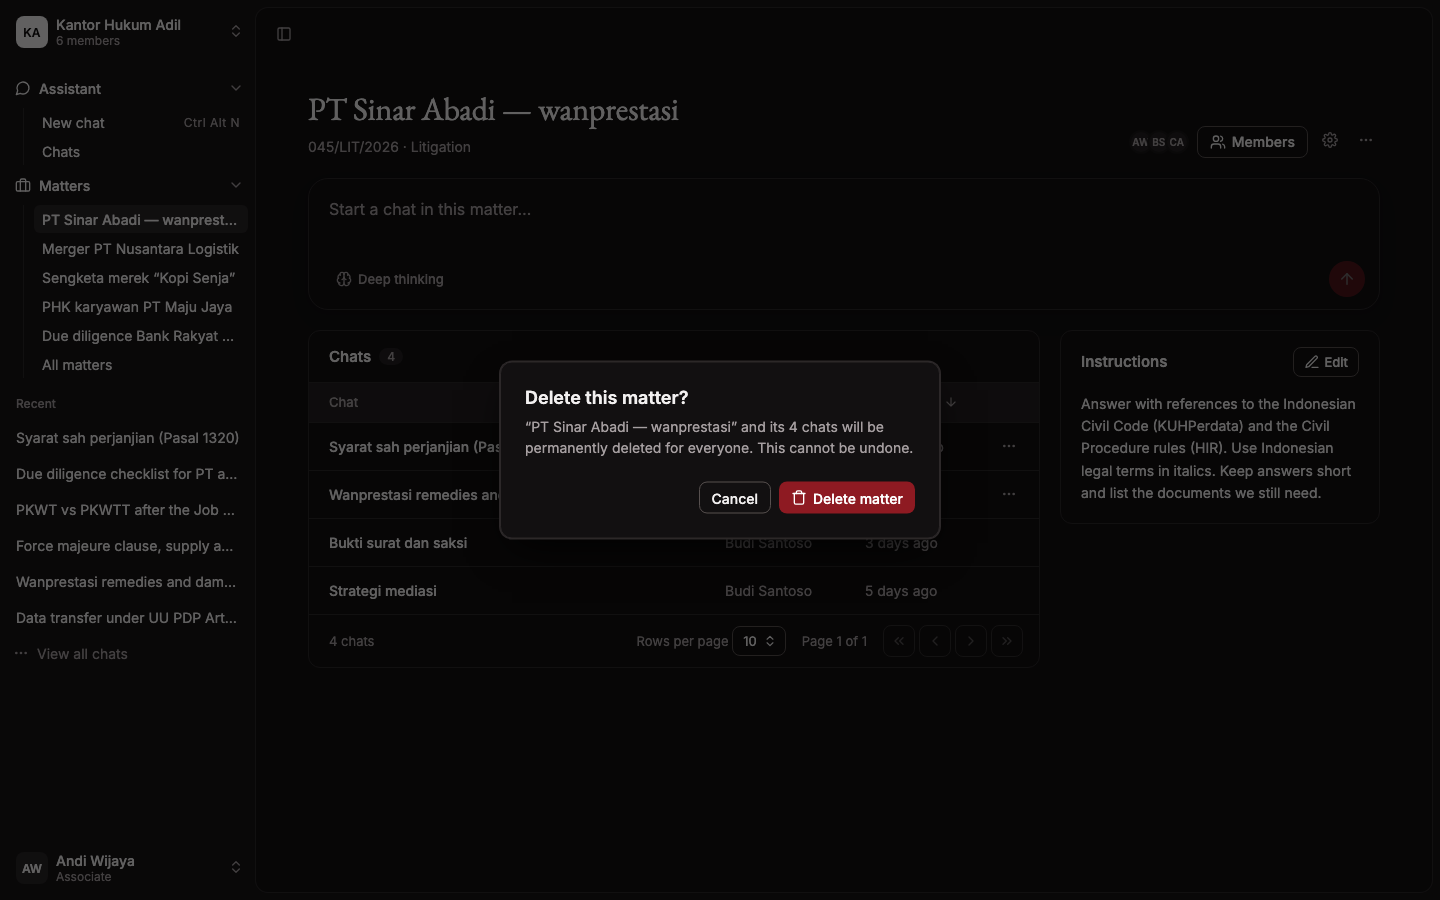 KA
Kantor Hukum Adil
6 members
Assistant
New chat Ctrl Alt N
Chats
Matters
PT Sinar Abadi — wanprest...
Merger PT Nusantara Logistik
Sengketa merek “Kopi Senja”
PHK karyawan PT Maju Jaya
Due diligence Bank Rakyat ...
All matters
Recent
Syarat sah perjanjian (Pasal 1320)
Due diligence checklist for PT a...
PKWT vs PKWTT after the Job ...
Force majeure clause, supply a...
Wanprestasi remedies and dam...
Data transfer under UU PDP Art...
View all chats
AW
Andi Wijaya
Associate
PT Sinar Abadi — wanprestasi
045/LIT/2026 · Litigation
AW BS CA
Members
Start a chat in this matter...
Deep thinking
Chats 4
Chat
Syarat sah perjanjian (Pas
Wanprestasi remedies an
Bukti surat dan saksi Budi Santoso 3 days ago
Strategi mediasi Budi Santoso 5 days ago
4 chats Rows per page 10 Page 1 of 1
Instructions
Edit
Answer with references to the Indonesian
Civil Code (KUHPerdata) and the Civil
Procedure rules (HIR). Use Indonesian
legal terms in italics. Keep answers short
and list the documents we still need.
Delete this matter?
“PT Sinar Abadi — wanprestasi” and its 4 chats will be
permanently deleted for everyone. This cannot be undone.
Cancel
Delete matter